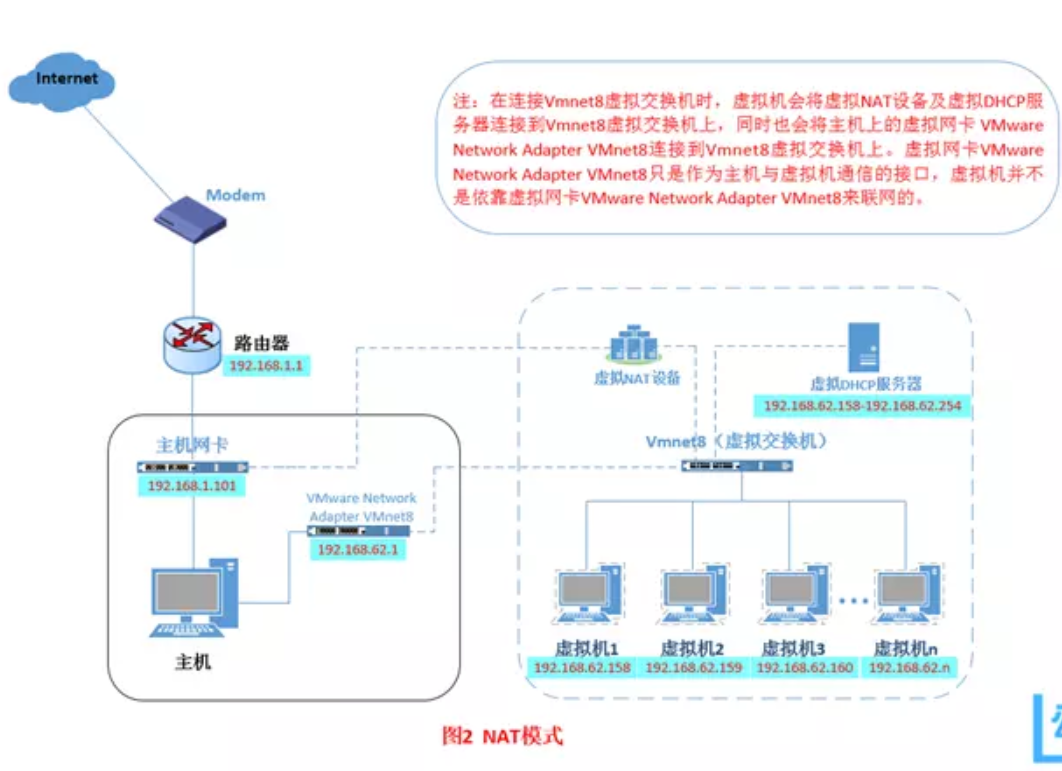 Internet
注：在连接Vmnet8虚拟交换机时，虚拟机会将虚拟NAT设备及虚拟DHCP服
务器连接到Vmnet8虚拟交换机上，同时也会将主机上的虚拟网卡 VMware
Network Adapter VMnet8连接到Vmnet8虚拟交换机上。虚拟网卡VMware
Network Adapter VMnet8只是作为主机与虚拟机通信的接口，虚拟机并不
是依靠虚拟网卡VMware Network Adapter VMnet8来联网的。
Modem
路由器
192.168.1.1
虚拟NAT设备
虚拟DHCP服务器
192.168.62.158-192.168.62.254
主机网卡
192.168.1.101
Vmnet8（虚拟交换机）
VMware Network
Adapter VMnet8
192.168.62.1
主机
虚拟机1
192.168.62.158
虚拟机2
192.168.62.159
虚拟机3
192.168.62.160
虚拟机n
192.168.62.n
图2 NAT模式